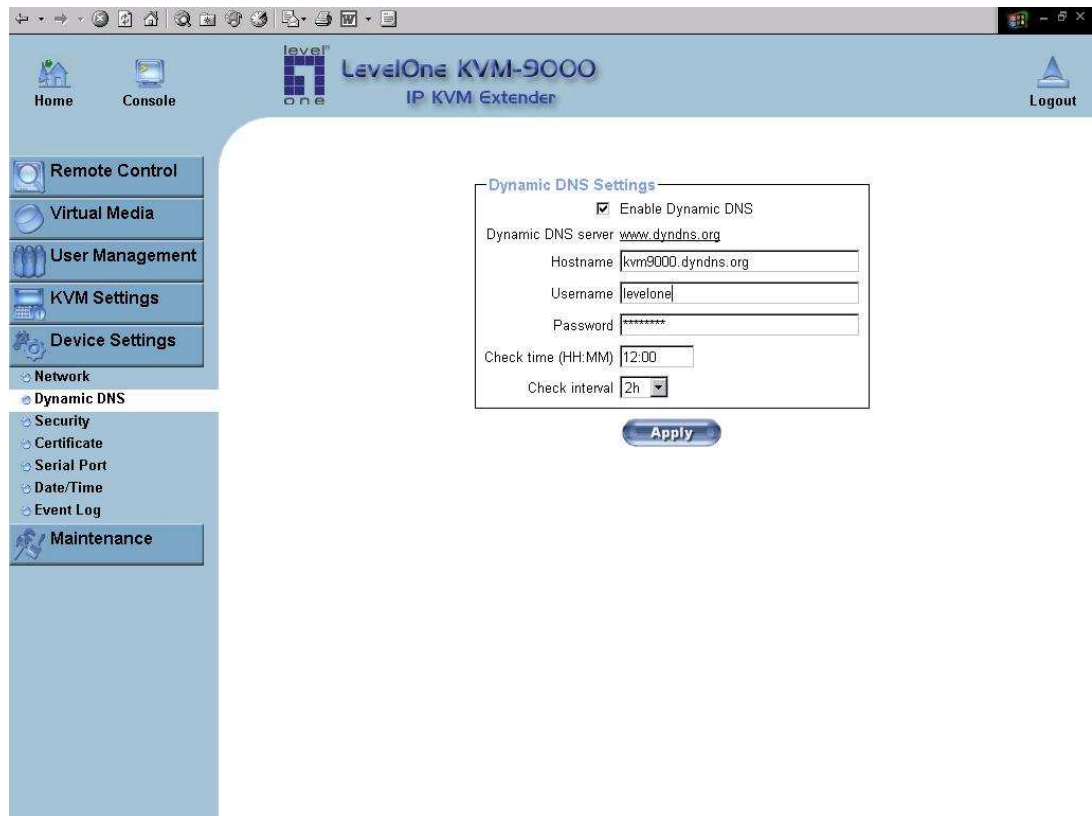 level
one
LevelOne KVM-9000
IP KVM Extender
Home
Console
Logout
Remote Control
Virtual Media
User Management
KVM Settings
Device Settings
Network
Dynamic DNS
Security
Certificate
Serial Port
Date/Time
Event Log
Maintenance
Dynamic DNS Settings
Enable Dynamic DNS
Dynamic DNS server www.dyndns.org
Hostname kvm9000.dyndns.org
Username levelone
Password ********
Check time (HH:MM) 12:00
Check interval 2h
Apply